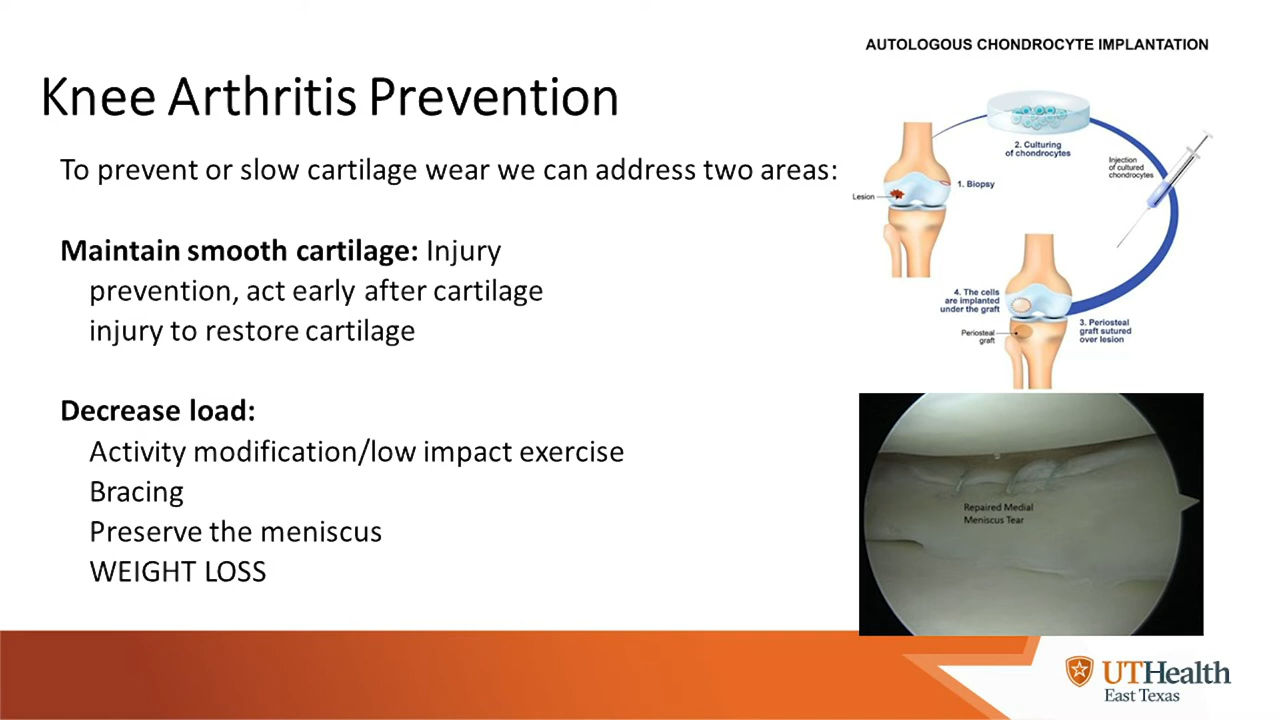 AUTOLOGOUS CHONDROCYTE IMPLANTATION
Knee Arthritis Prevention
To prevent or slow cartilage wear we can address two areas:
Maintain smooth cartilage: Injury
prevention, act early after cartilage
injury to restore cartilage
Decrease load:
Activity modification/low impact exercise
Bracing
Preserve the meniscus
WEIGHT LOSS
Lesion
1. Biopsy
2. Culturing
of chondrocytes
Injection
of cultured
chondrocytes
3. Periosteal
graft sutured
over lesion
4. The cells
are implanted
under the graft
Periosteal
graft
Repaired Medial
Meniscus Tear
UTHealth
East Texas